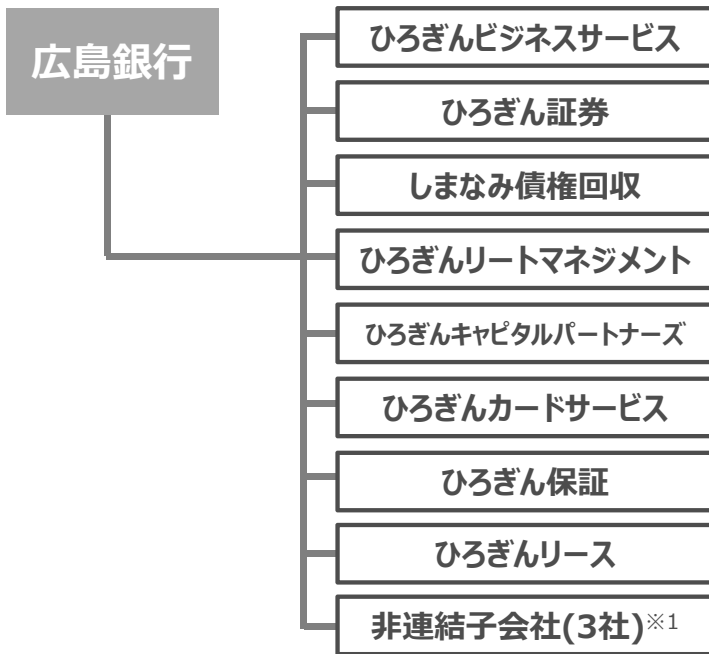 広島銀行
ひろぎんビジネスサービス
ひろぎん証券
しまなみ債権回収
ひろぎんリートマネジメント
ひろぎんキャピタルパートナーズ
ひろぎんカードサービス
ひろぎん保証
ひろぎんリース
非連結子会社(3社)※1